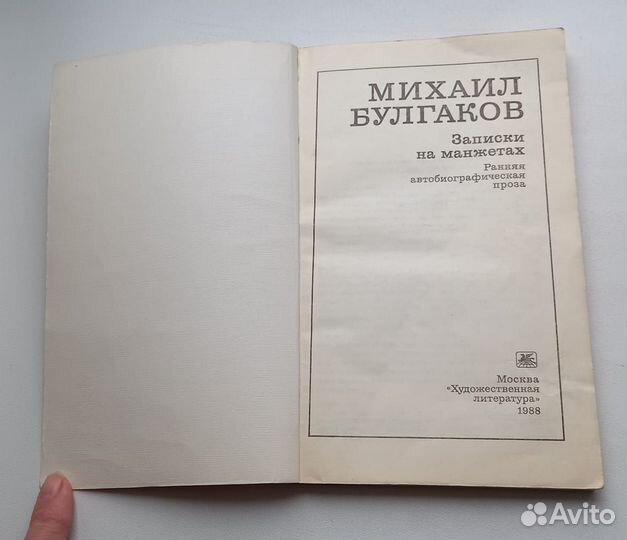 МИХАИЛ
БУЛГАКОВ
Записки
на манжетах
Ранняя
автобиографическая
проза
Москва
«Художественная
литература»
1988
Avito